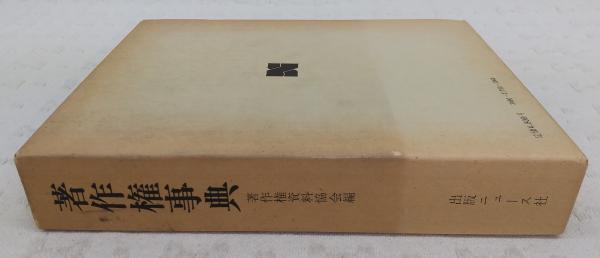 著作権事典
著作権資料協会編
出版ニュース社